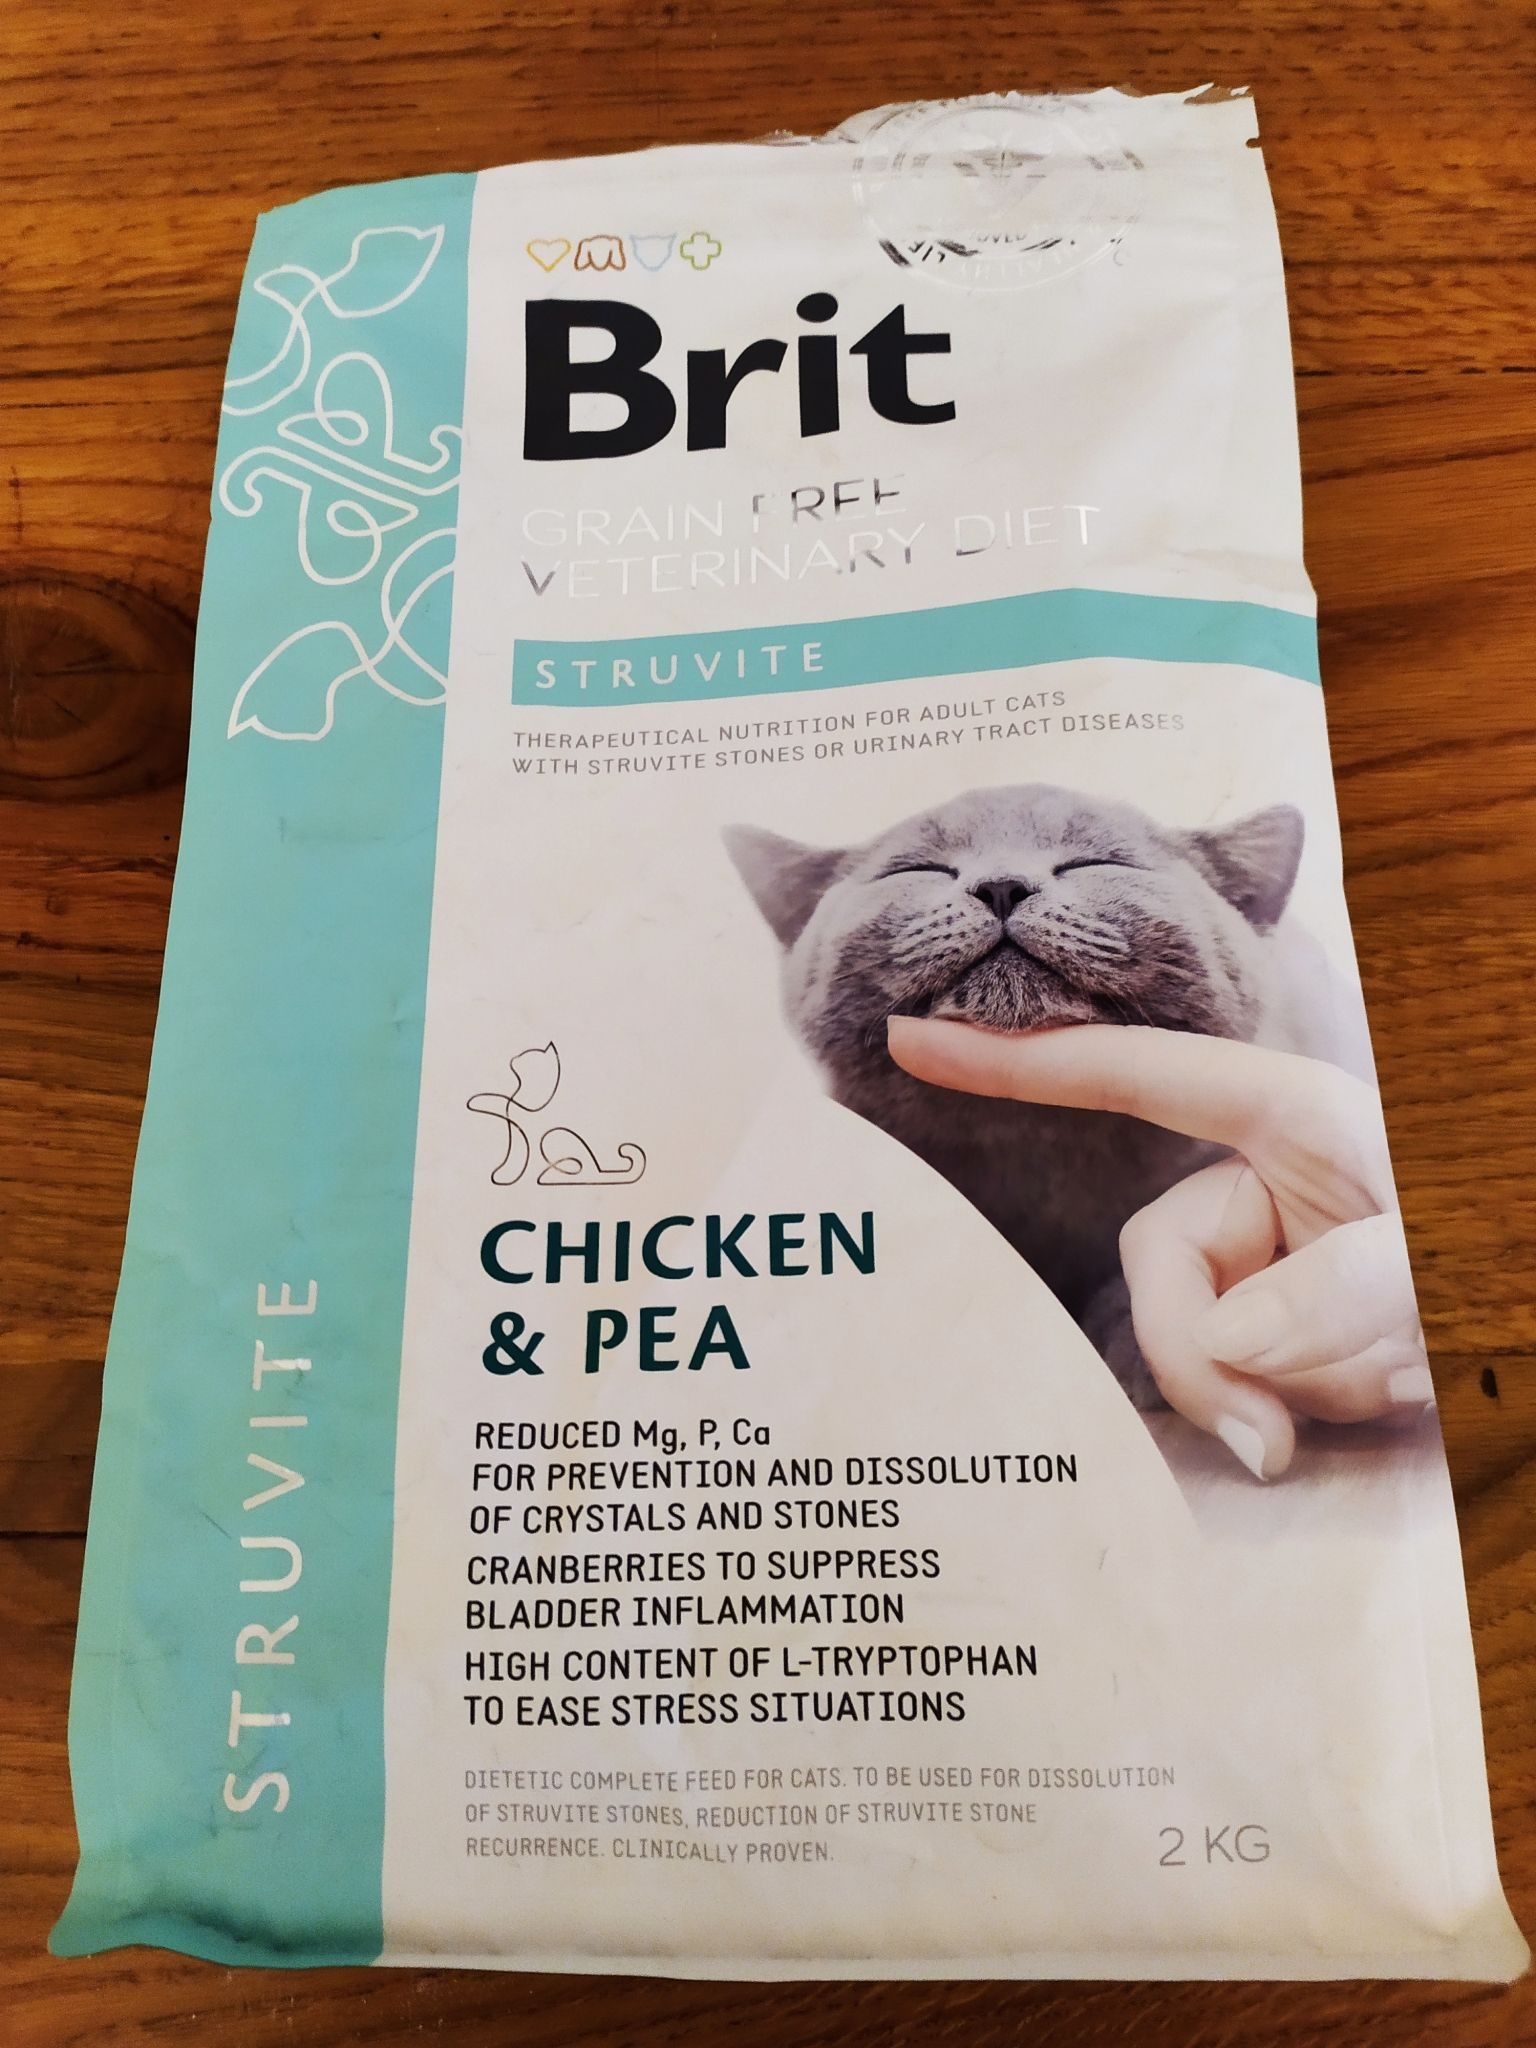 Brit
GRAIN FREE
VETERINARY DIET
STRUVITE
THERAPEUTICAL NUTRITION FOR ADULT CATS
WITH STRUVITE STONES OR URINARY TRACT DISEASES
CHICKEN
& PEA
REDUCED Mg, P, Ca
FOR PREVENTION AND DISSOLUTION
OF CRYSTALS AND STONES
CRANBERRIES TO SUPPRESS
BLADDER INFLAMMATION
HIGH CONTENT OF L-TRYPTOPHAN
TO EASE STRESS SITUATIONS
DIETETIC COMPLETE FEED FOR CATS. TO BE USED FOR DISSOLUTION
OF STRUVITE STONES, REDUCTION OF STRUVITE STONE
RECURRENCE. CLINICALLY PROVEN.
2 KG
STRUVITE